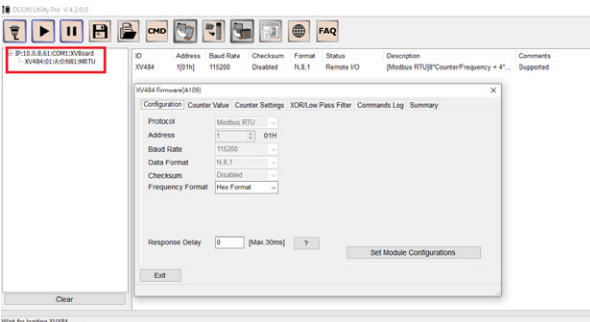 DCON Utility Pro V 4.2.0.0
CMD FAQ
IP:10.0.8.61:COM1:XVBoard
XV484:01:A:0:N81:MRTU
ID Address Baud Rate Checksum Format Status Description Comments
XV484 1[01h] 115200 Disabled N,8,1 Remote I/O [Modbus RTU]8*Counter/Frequency + 4*... Supported
XV484 Firmware[A109]
Configuration Counter Value Counter Settings XOR/Low Pass Filter Commands Log Summary
Protocol Modbus RTU
Address 1 01H
Baud Rate 115200
Data Format N,8,1
Checksum Disabled
Frequency Format Hex Format
Response Delay 0 [Max.30ms] ?
Set Module Configurations
Exit
Clear
Wait for loading XV484